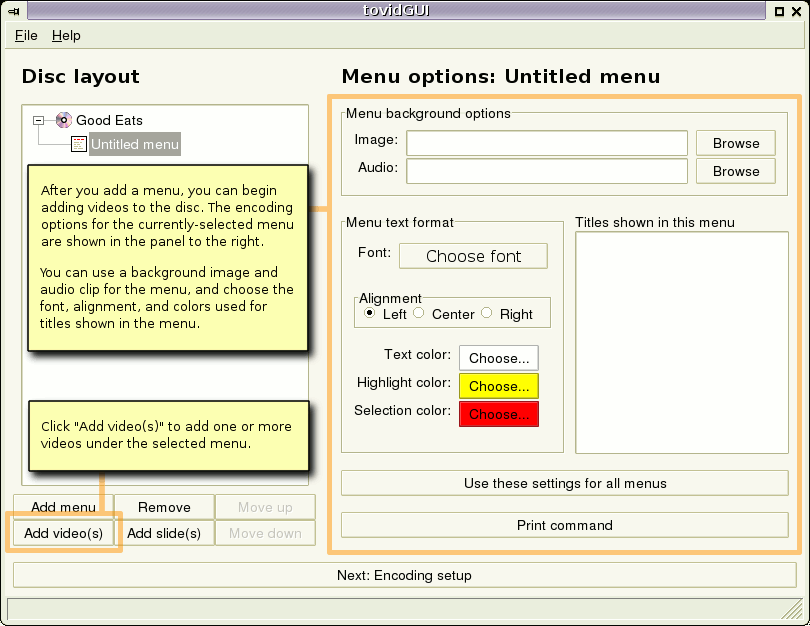 tovidGUI
File Help
Disc layout
Good Eats
Untitled menu
After you add a menu, you can begin
adding videos to the disc. The encoding
options for the currently-selected menu
are shown in the panel to the right.
You can use a background image and
audio clip for the menu, and choose the
font, alignment, and colors used for
titles shown in the menu.
Click "Add video(s)" to add one or more
videos under the selected menu.
Add menu Remove Move up
Add video(s) Add slide(s) Move down
Menu options: Untitled menu
Menu background options
Image: Browse
Audio: Browse
Menu text format
Font: Choose font
Alignment
Left Center Right
Text color: Choose...
Highlight color: Choose...
Selection color: Choose...
Titles shown in this menu
Use these settings for all menus
Print command
Next: Encoding setup